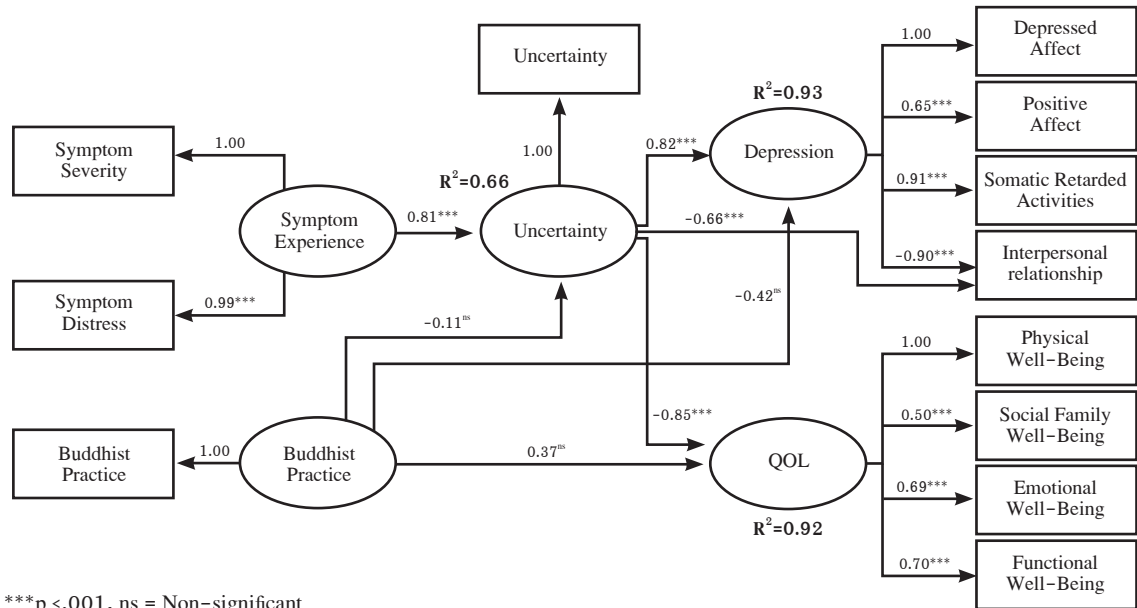 Depressed
Affect
1.00
Uncertainty
R²=0.93
0.65***
Positive
Affect
Symptom
Severity
1.00
1.00
0.82***
Depression
R²=0.66
0.91***
Somatic Retarded
Activities
Symptom
Experience
0.81***
Uncertainty
-0.66***
-0.90***
Interpersonal
relationship
Symptom
Distress
0.99***
-0.42ns
-0.11ns
1.00
Physical
Well-Being
-0.85***
0.50***
Social Family
Well-Being
Buddhist
Practice
1.00
Buddhist
Practice
0.37ns
QOL
0.69***
Emotional
Well-Being
R²=0.92
0.70***
Functional
Well-Being
***p <.001, ns = Non-significant